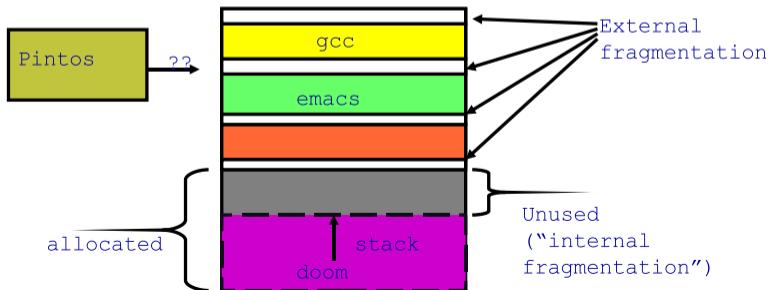 External
fragmentation
gcc
Pintos
??
emacs
Unused
("internal
fragmentation")
allocated
stack
doom